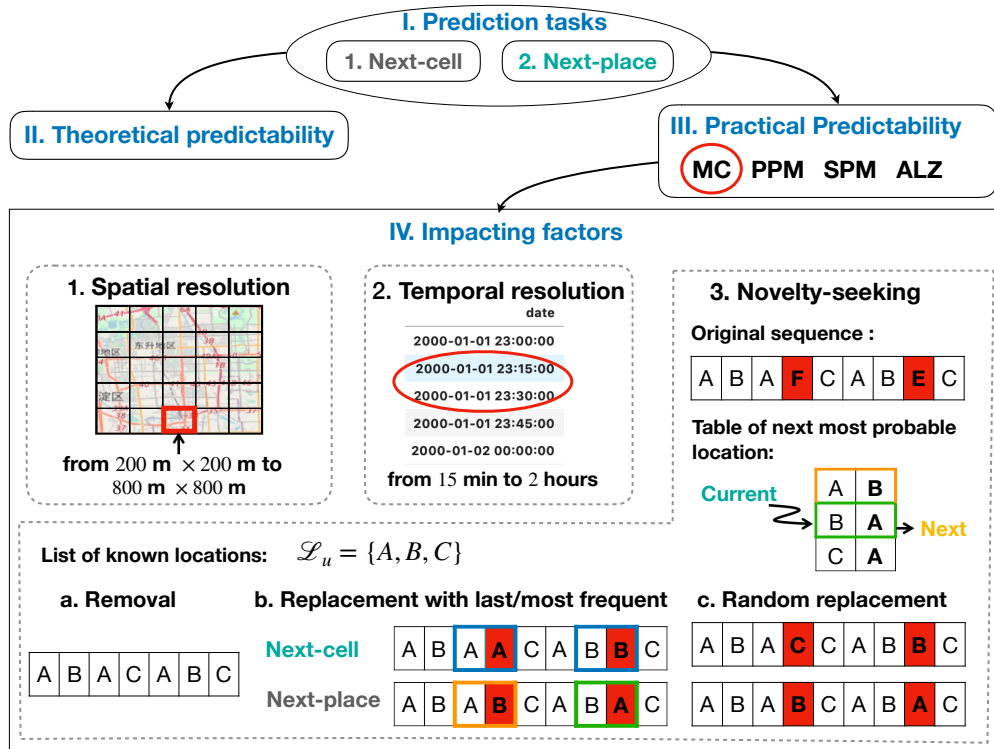 I. Prediction tasks
1. Next-cell
2. Next-place
II. Theoretical predictability
III. Practical Predictability
MC PPM SPM ALZ
IV. Impacting factors
1. Spatial resolution
东升地区
地区
淀区
from 200 m × 200 m to
800 m × 800 m
2. Temporal resolution
date
2000-01-01 23:00:00
2000-01-01 23:15:00
2000-01-01 23:30:00
2000-01-01 23:45:00
2000-01-02 00:00:00
from 15 min to 2 hours
3. Novelty-seeking
Original sequence :
A B A F C A B E C
Table of next most probable
location:
Current
A B
B A
C A
Next
List of known locations: ℒu = {A, B, C}
a. Removal
A B A C A B C
b. Replacement with last/most frequent
Next-cell
A B A A C A B B C
Next-place
A B A B C A B A C
c. Random replacement
A B A C C A B B C
A B A B C A B A C